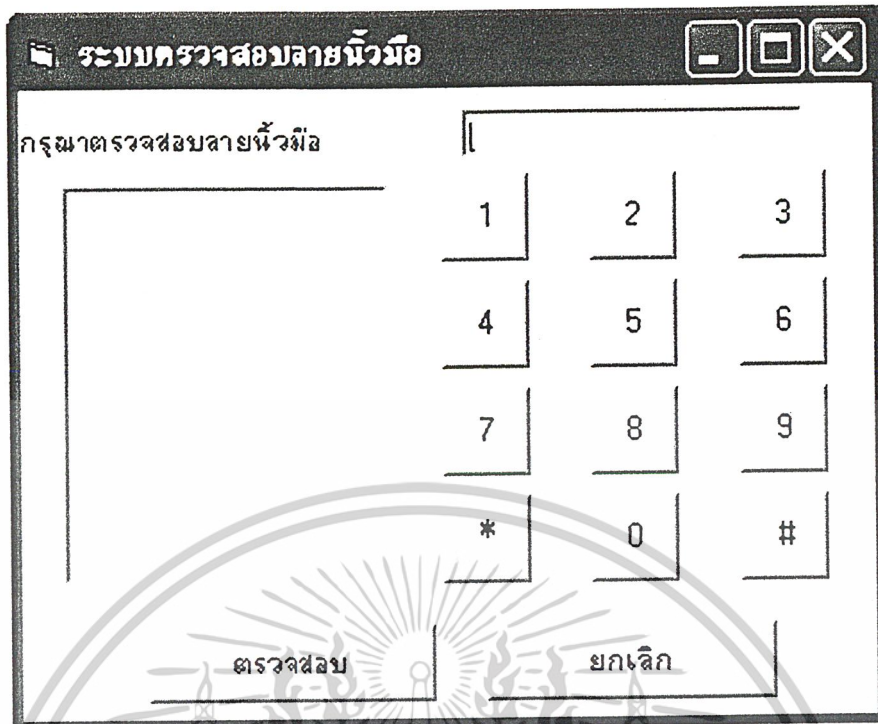 ระบบตรวจสอบลายนิ้วมือ
กรุณาตรวจสอบลายนิ้วมือ
1 2 3
4 5 6
7 8 9
* 0 #
ตรวจสอบ ยกเลิก